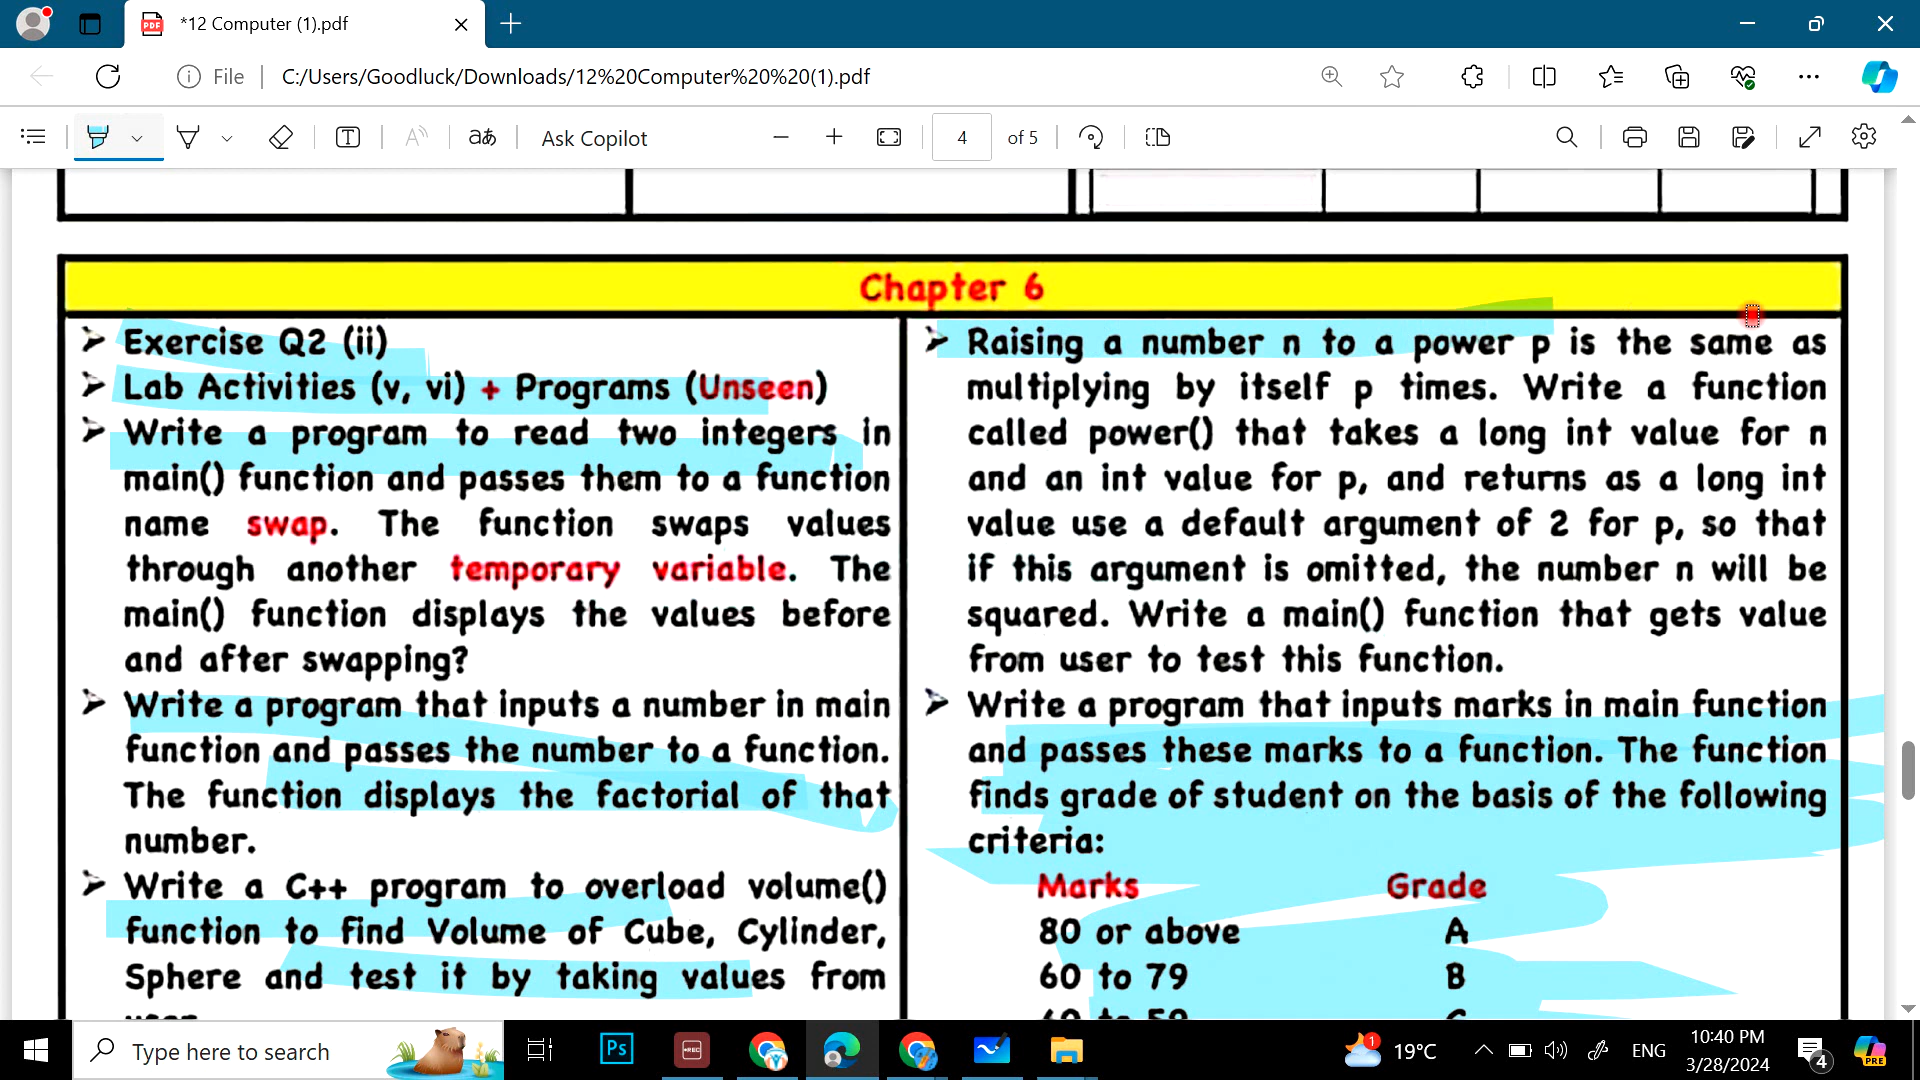 *12 Computer (1).pdf
File
C:/Users/Goodluck/Downloads/12%20Computer%20%20(1).pdf
Ask Copilot
4
of 5
Chapter 6
Exercise Q2 (ii)
Lab Activities (v, vi) + Programs (Unseen)
Write a program to read two integers in
main() function and passes them to a function
name swap. The function swaps values
through another temporary variable. The
main() function displays the values before
and after swapping?
Write a program that inputs a number in main
function and passes the number to a function.
The function displays the factorial of that
number.
Write a C++ program to overload volume()
function to find Volume of Cube, Cylinder,
Sphere and test it by taking values from
Raising a number n to a power p is the same as
multiplying by itself p times. Write a function
called power() that takes a long int value for n
and an int value for p, and returns as a long int
value use a default argument of 2 for p, so that
if this argument is omitted, the number n will be
squared. Write a main() function that gets value
from user to test this function.
Write a program that inputs marks in main function
and passes these marks to a function. The function
finds grade of student on the basis of the following
criteria:
Marks Grade
80 or above A
60 to 79 B
Type here to search
Ps
REC
1
19°C
ENG
10:40 PM
3/28/2024
4
PRE